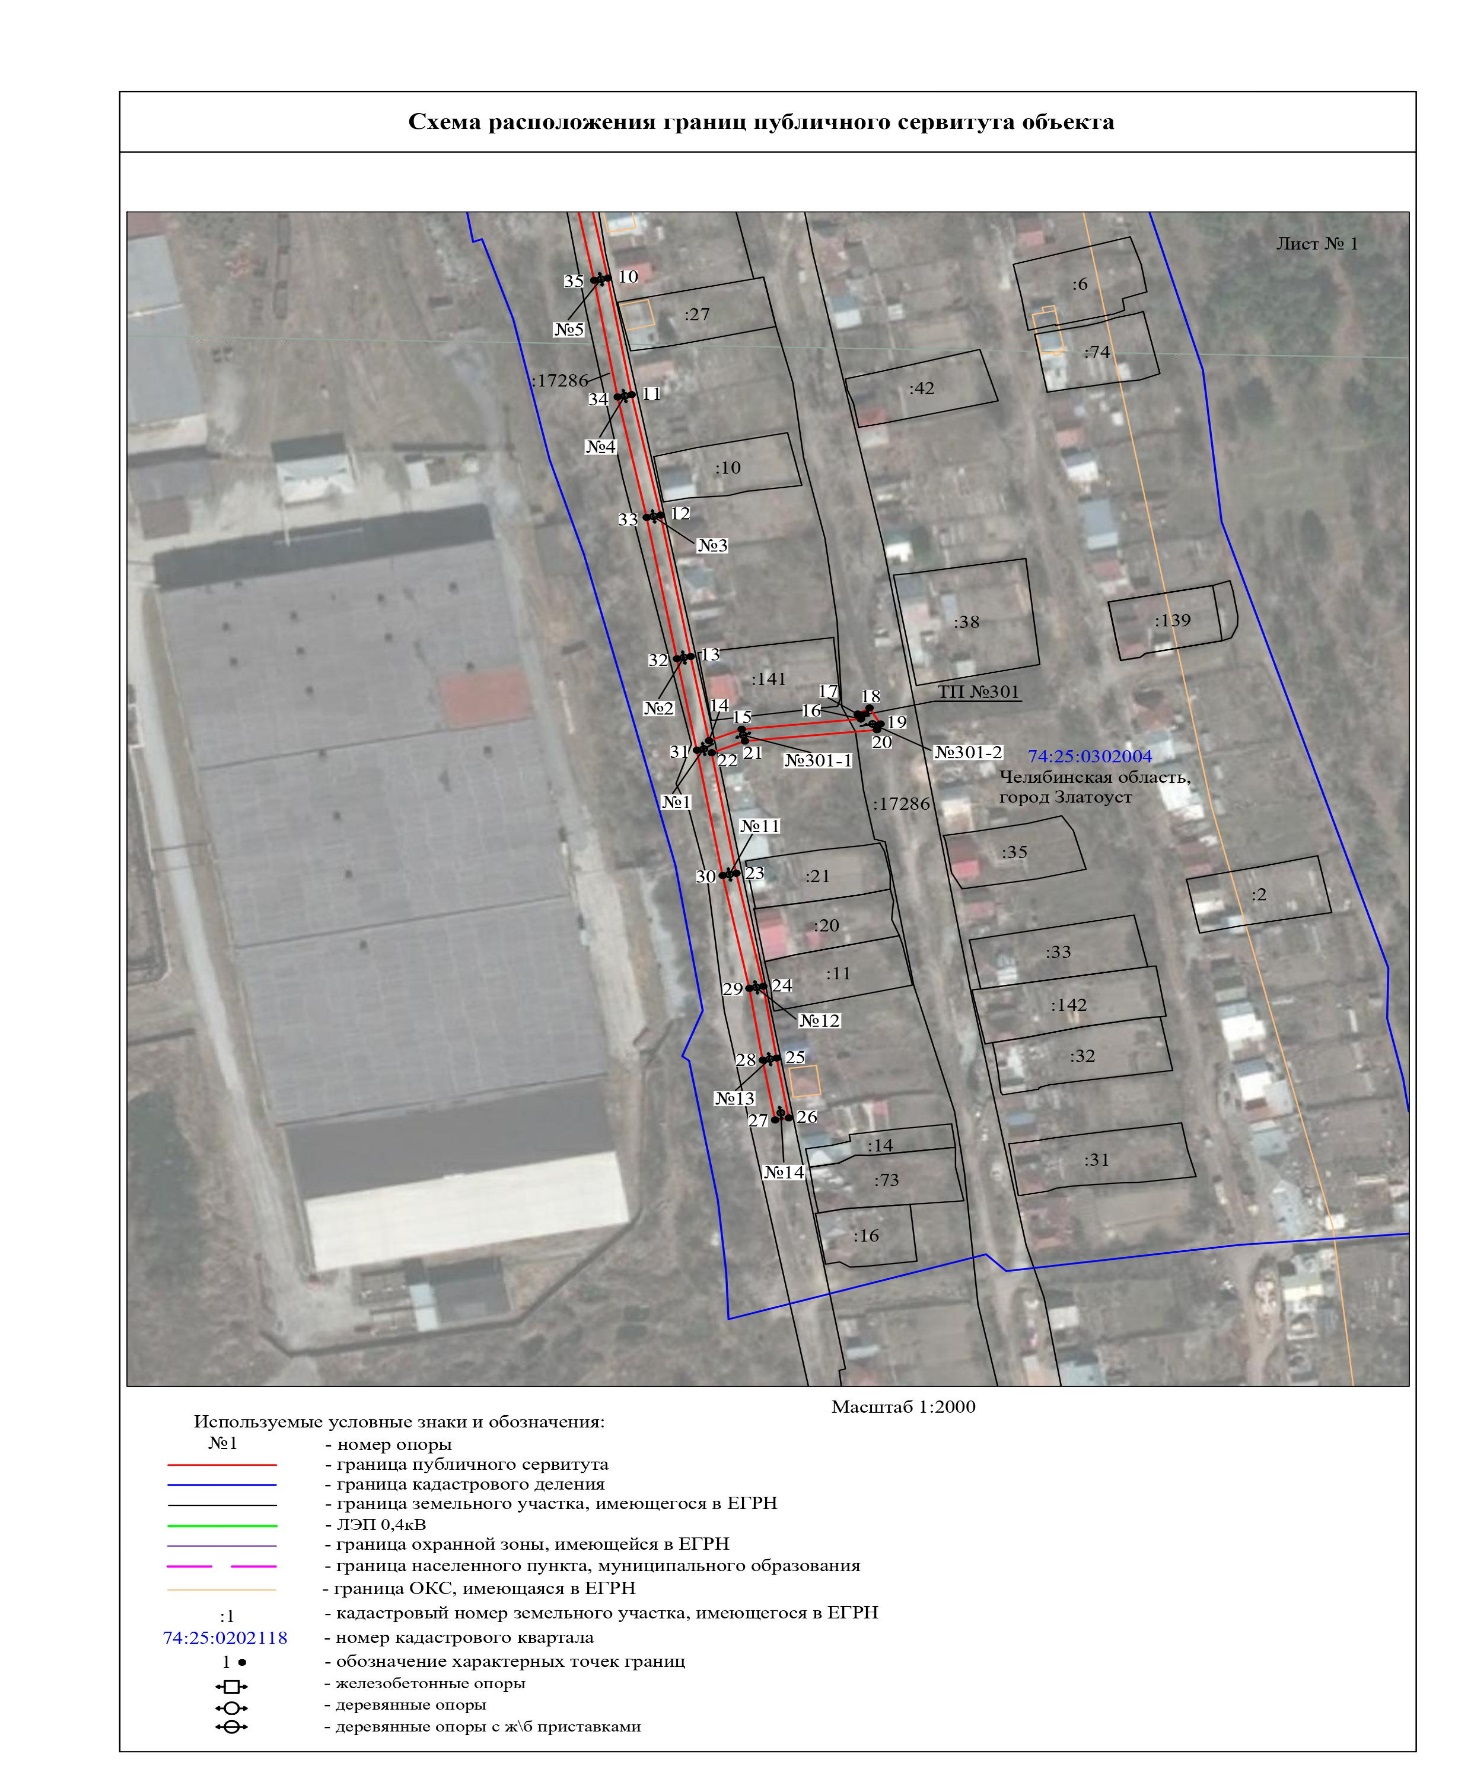 Схема расположения границ публичного сервитута объекта
Лист № 1
:6
35
10
:27
№5
:74
:17286
:42
34
11
№4
:10
33
12
№3
:38
:139
32
13
:141
17
18
ТП №301
№2
14
16
15
19
20
31
22
21
№301-1
№301-2
74:25:0302004
Челябинская область,
город Златоуст
№1
:17286
№11
:35
30
23
:21
:2
:20
:33
:11
29
24
:142
№12
28
25
:32
№13
27
26
:14
:31
№14
:73
:16
Масштаб 1:2000
Используемые условные знаки и обозначения:
№1 - номер опоры
- граница публичного сервитута
- граница кадастрового деления
- граница земельного участка, имеющегося в ЕГРН
- ЛЭП 0,4кВ
- граница охранной зоны, имеющейся в ЕГРН
- граница населенного пункта, муниципального образования
- граница ОКС, имеющаяся в ЕГРН
:1 - кадастровый номер земельного участка, имеющегося в ЕГРН
74:25:0202118 - номер кадастрового квартала
1 - обозначение характерных точек границ
- железобетонные опоры
- деревянные опоры
- деревянные опоры с ж\б приставками